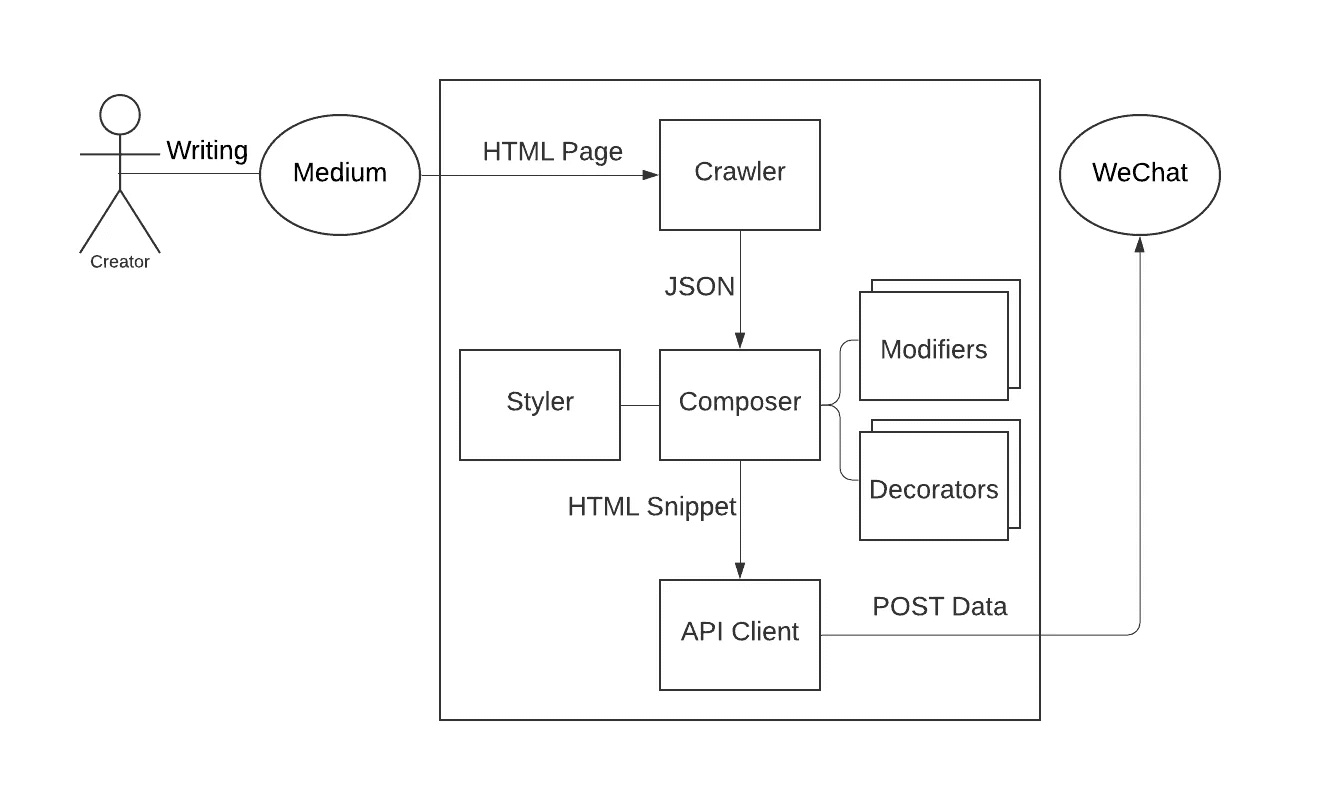 Writing
Medium
Creator
HTML Page
Crawler
WeChat
JSON
Modifiers
Styler
Composer
Decorators
HTML Snippet
API Client
POST Data